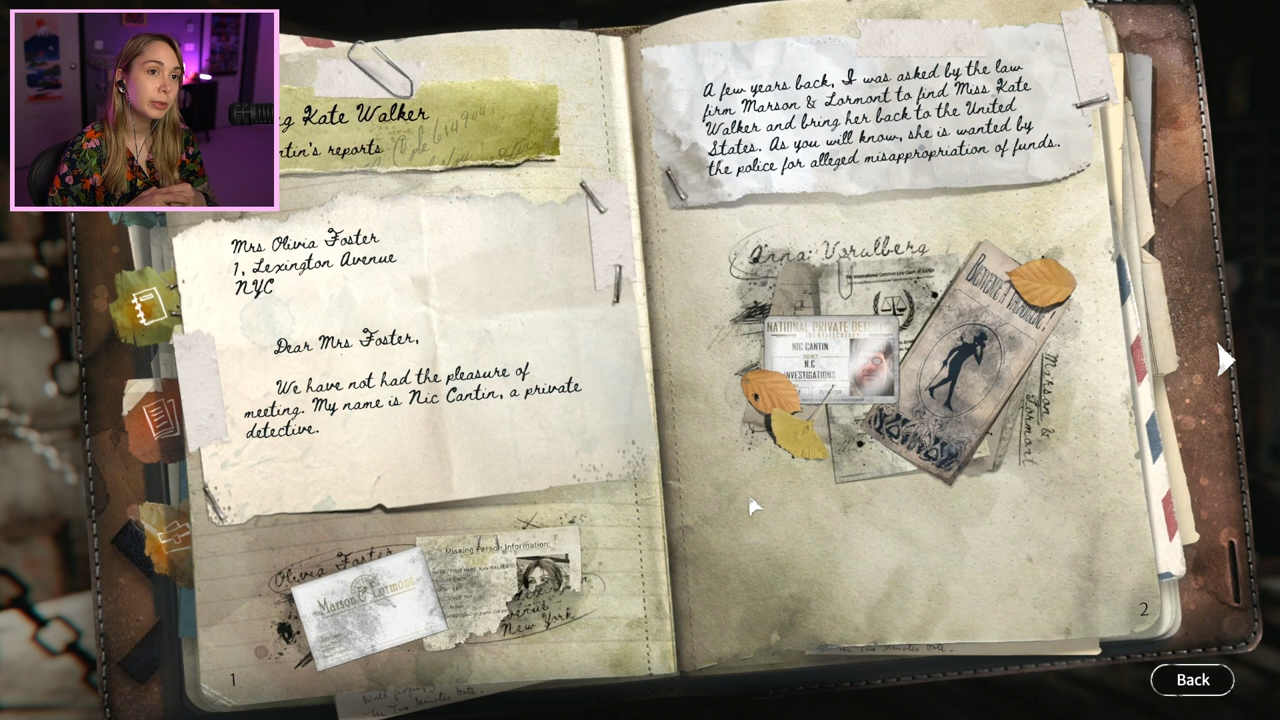 g Kate Walker
ntin's reports
Mrs Olivia Foster
1, Lexington Avenue
NYC
Dear Mrs Foster,
We have not had the pleasure of
meeting. My name is Nic Cantin, a private
detective.
Olivia Foster
Marson & Lormont
Missing Person Information:
Avenue
New York
1
A few years back, I was asked by the law
firm Marson & Lormont to find Miss Kate
Walker and bring her back to the United
States. As you will know, she is wanted by
the police for alleged misappropriation of funds.
Anna Voralberg
NATIONAL PRIVATE
NIC CANTIN
AGENCY
N.C
INVESTIGATIONS
Marson &
Lormont
2
Back